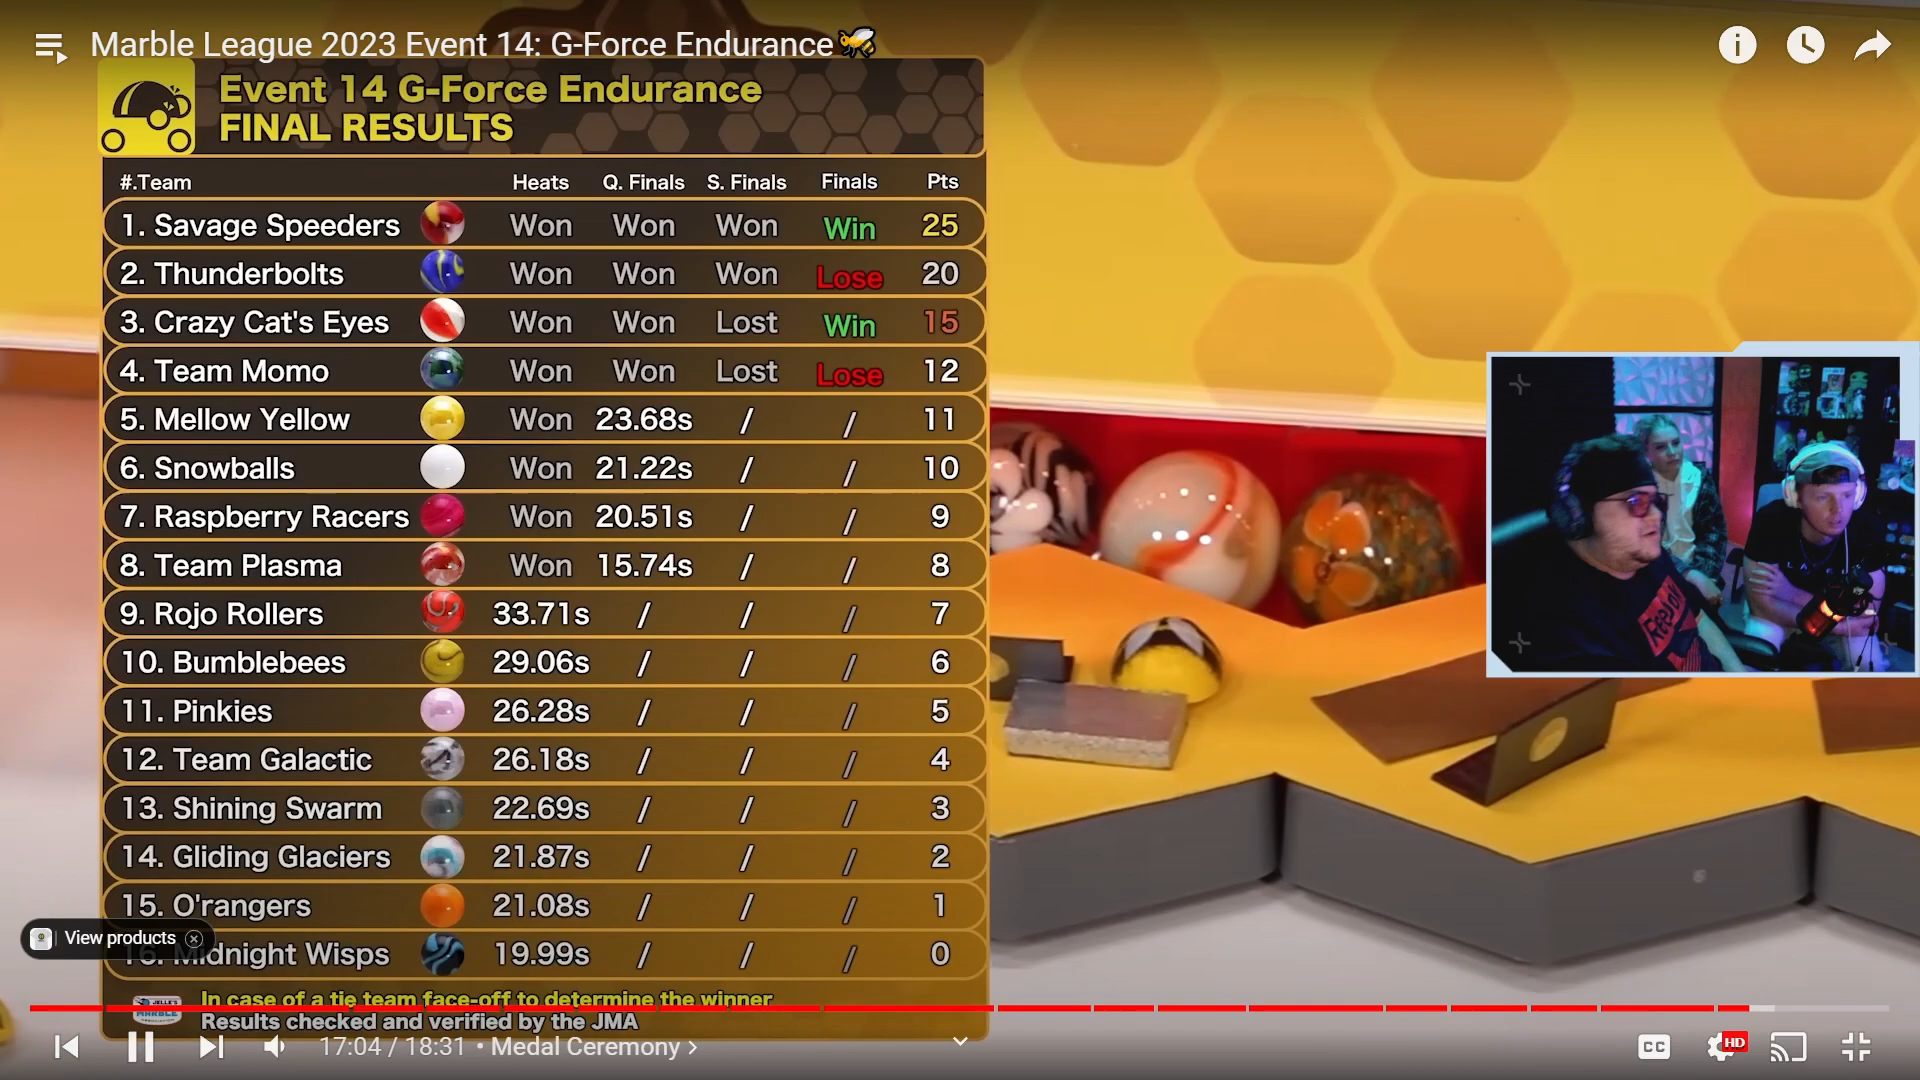 Marble League 2023 Event 14: G-Force Endurance
Event 14 G-Force Endurance
FINAL RESULTS
#.Team Heats Q. Finals S. Finals Finals Pts
1. Savage Speeders Won Won Won Win 25
2. Thunderbolts Won Won Won Lose 20
3. Crazy Cat's Eyes Won Won Lost Win 15
4. Team Momo Won Won Lost Lose 12
5. Mellow Yellow Won 23.68s / / 11
6. Snowballs Won 21.22s / / 10
7. Raspberry Racers Won 20.51s / / 9
8. Team Plasma Won 15.74s / / 8
9. Rojo Rollers 33.71s / / / 7
10. Bumblebees 29.06s / / / 6
11. Pinkies 26.28s / / / 5
12. Team Galactic 26.18s / / / 4
13. Shining Swarm 22.69s / / / 3
14. Gliding Glaciers 21.87s / / / 2
15. O'rangers 21.08s / / / 1
View products
16. Midnight Wisps 19.99s / / / 0
JELLE'S
MARBLE
In case of a tie team face-off to determine the winner
Results checked and verified by the JMA
17:04 / 18:31 • Medal Ceremony
CC
HD